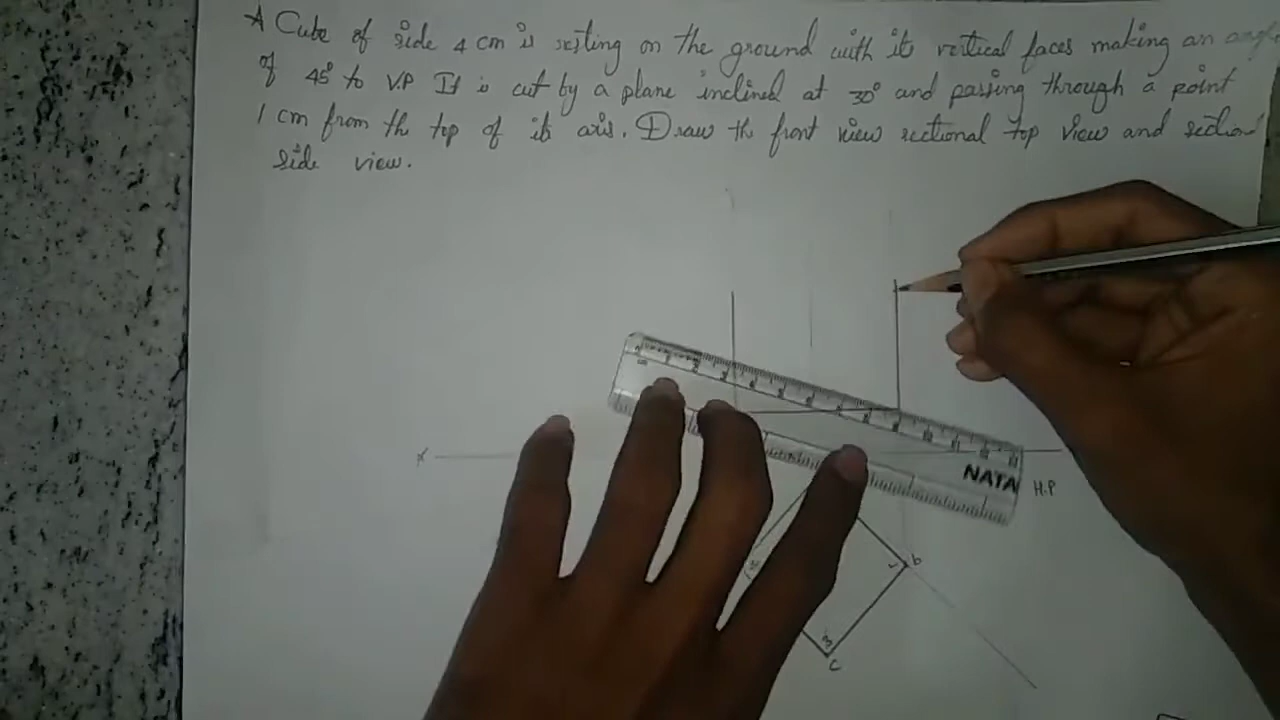 A Cube of side 4 cm is resting on the ground with its vertical faces making an angle
of 45° to V.P It is cut by a plane inclined at 30° and passing through a point
1 cm from the top of its axis. Draw the front view sectional top view and section
side view.
X
NATA
H.P
b
c